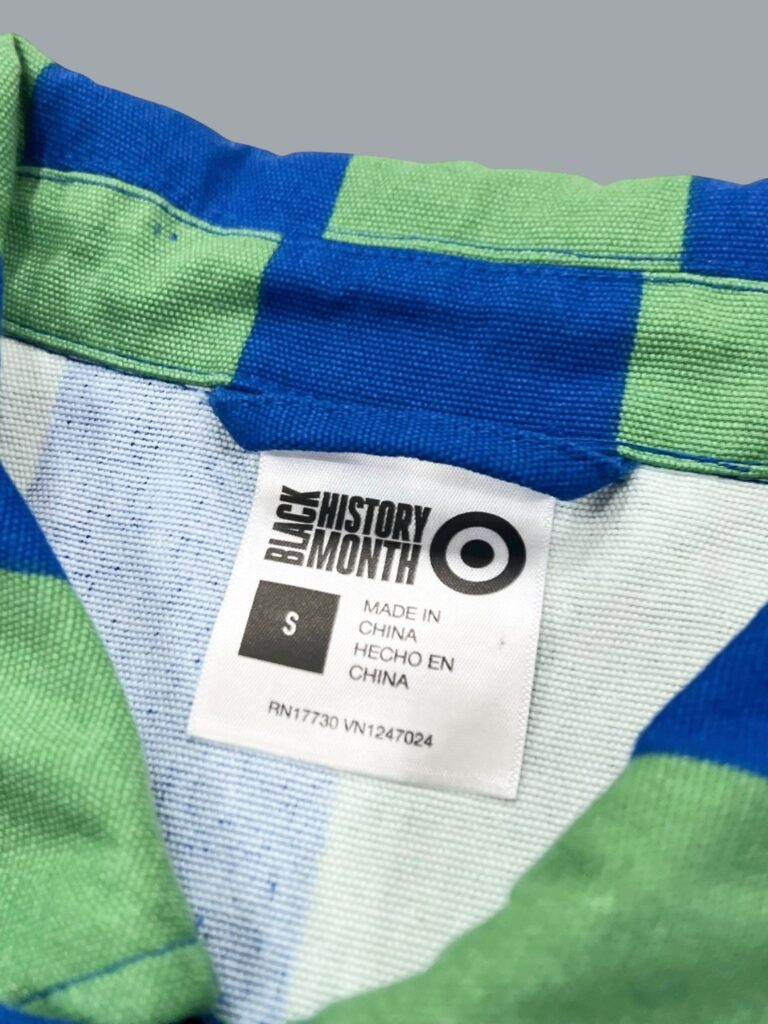 BLACK
HISTORY
MONTH
S
MADE IN
CHINA
HECHO EN
CHINA
RN17730 VN1247024